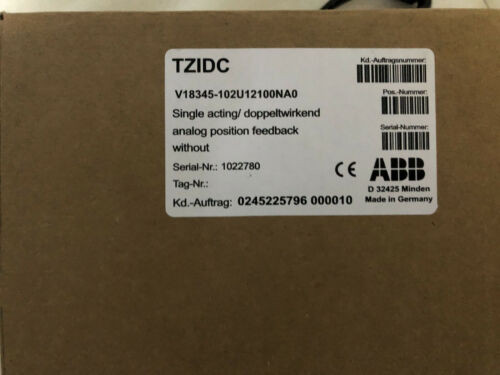 TZIDC
V18345-102U12100NA0
Single acting/ doppeltwirkend
analog position feedback
without
Serial-Nr.: 1022780
Tag-Nr.:
Kd.-Auftrag: 0245225796 000010
Kd.-Auftragsnummer:
Pos.-Nummer:
Serial-Nummer:
CE ABB
D 32425 Minden
Made in Germany